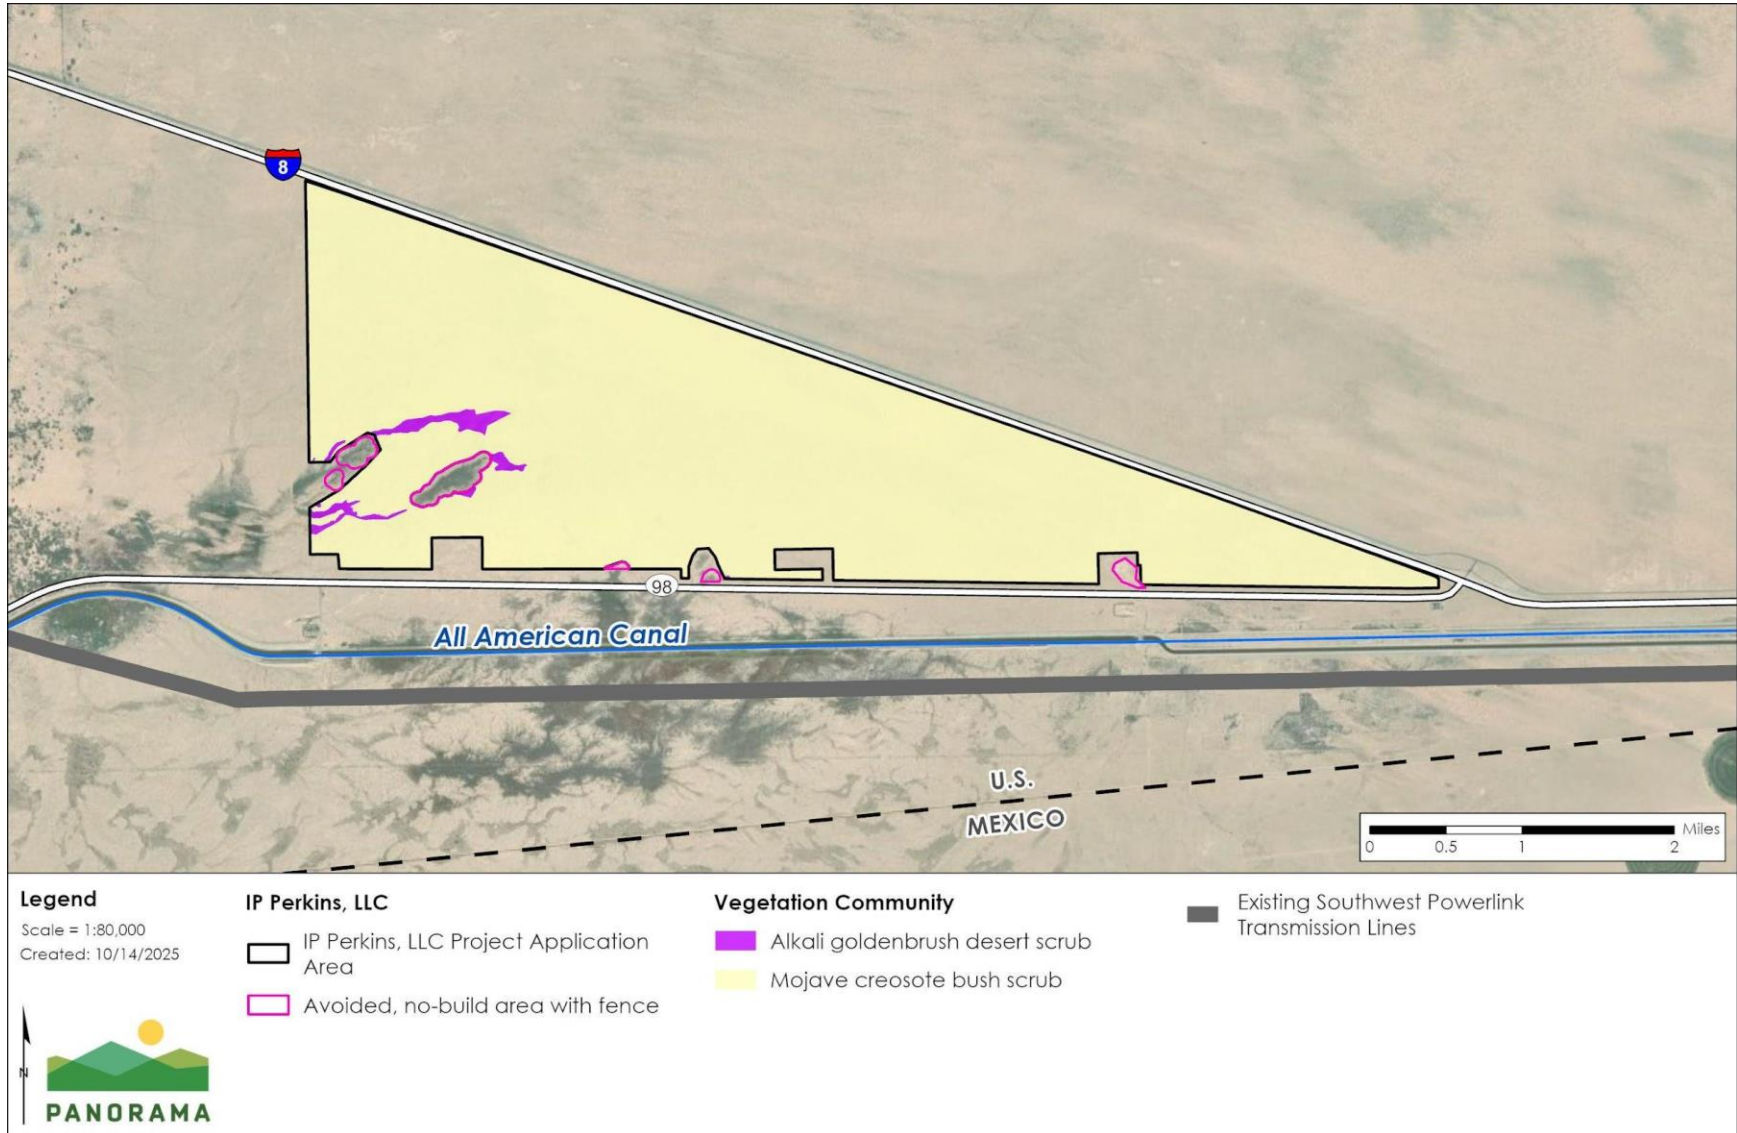 8
98
All American Canal
U.S.
MEXICO
Miles
0 0.5 1 2
Legend
Scale = 1:80,000
Created: 10/14/2025
N
PANORAMA
IP Perkins, LLC
IP Perkins, LLC Project Application
Area
Avoided, no-build area with fence
Vegetation Community
Alkali goldenbrush desert scrub
Mojave creosote bush scrub
Existing Southwest Powerlink
Transmission Lines